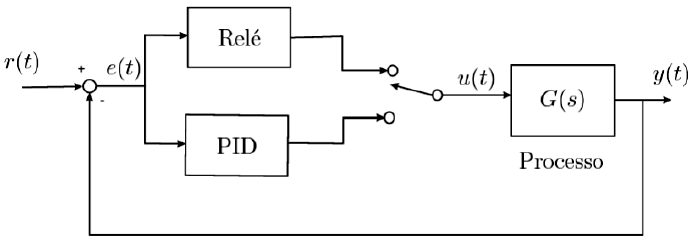 Relé
r(t)
+
e(t)
-
u(t)
G(s)
y(t)
PID
Processo